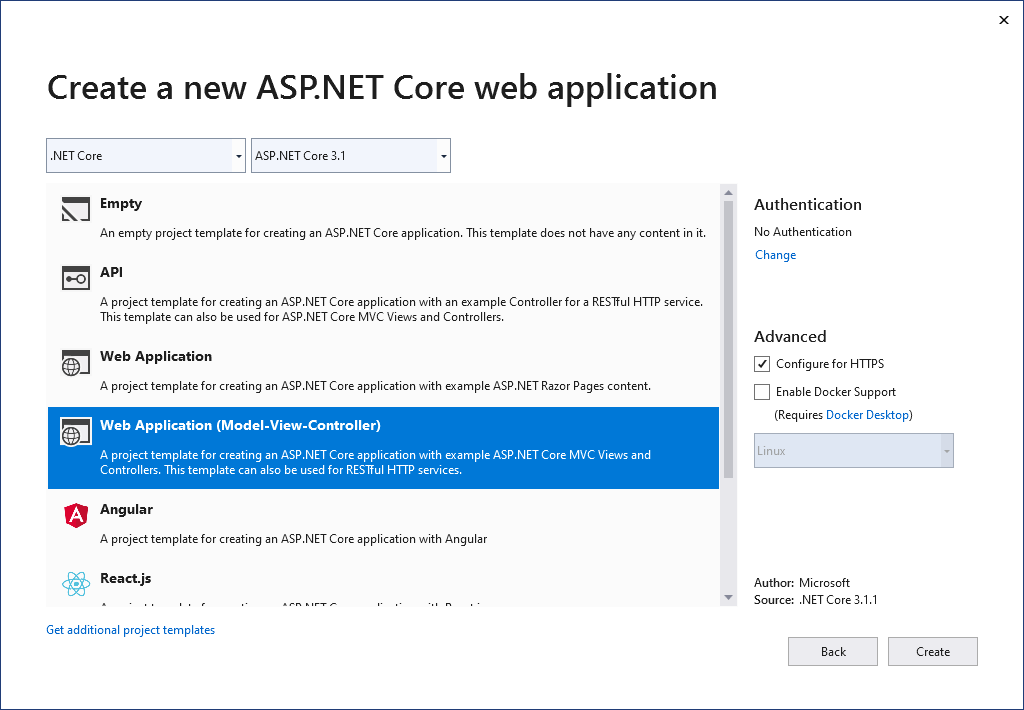 Create a new ASP.NET Core web application
.NET Core
ASP.NET Core 3.1
Empty
An empty project template for creating an ASP.NET Core application. This template does not have any content in it.
API
A project template for creating an ASP.NET Core application with an example Controller for a RESTful HTTP service.
This template can also be used for ASP.NET Core MVC Views and Controllers.
Web Application
A project template for creating an ASP.NET Core application with example ASP.NET Razor Pages content.
Web Application (Model-View-Controller)
A project template for creating an ASP.NET Core application with example ASP.NET Core MVC Views and
Controllers. This template can also be used for RESTful HTTP services.
Angular
A project template for creating an ASP.NET Core application with Angular
React.js
Get additional project templates
Authentication
No Authentication
Change
Advanced
Configure for HTTPS
Enable Docker Support
(Requires Docker Desktop)
Linux
Author: Microsoft
Source: .NET Core 3.1.1
Back
Create